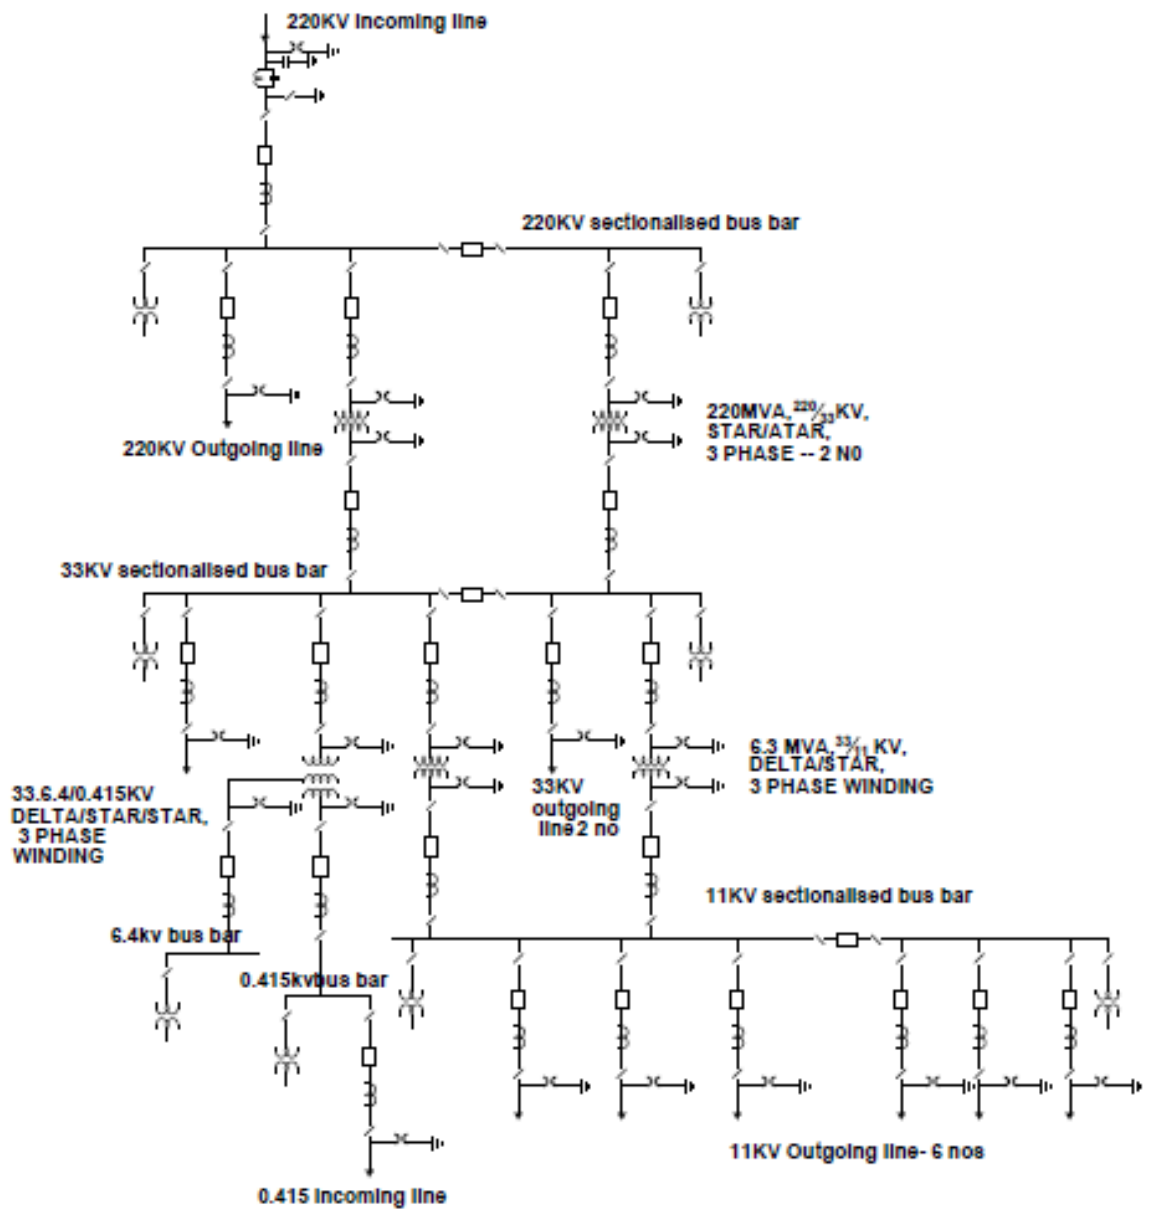 220KV Incoming line
220KV sectionalised bus bar
220KV Outgoing line
220MVA, 220/33KV,
STAR/ATAR,
3 PHASE -- 2 N0
33KV sectionalised bus bar
6.3 MVA, 33/11 KV,
DELTA/STAR,
3 PHASE WINDING
33KV
outgoing
line 2 no
33.6.4/0.415KV
DELTA/STAR/STAR,
3 PHASE
WINDING
11KV sectionalised bus bar
6.4kv bus bar
0.415kvbus bar
11KV Outgoing line- 6 nos
0.415 Incoming line